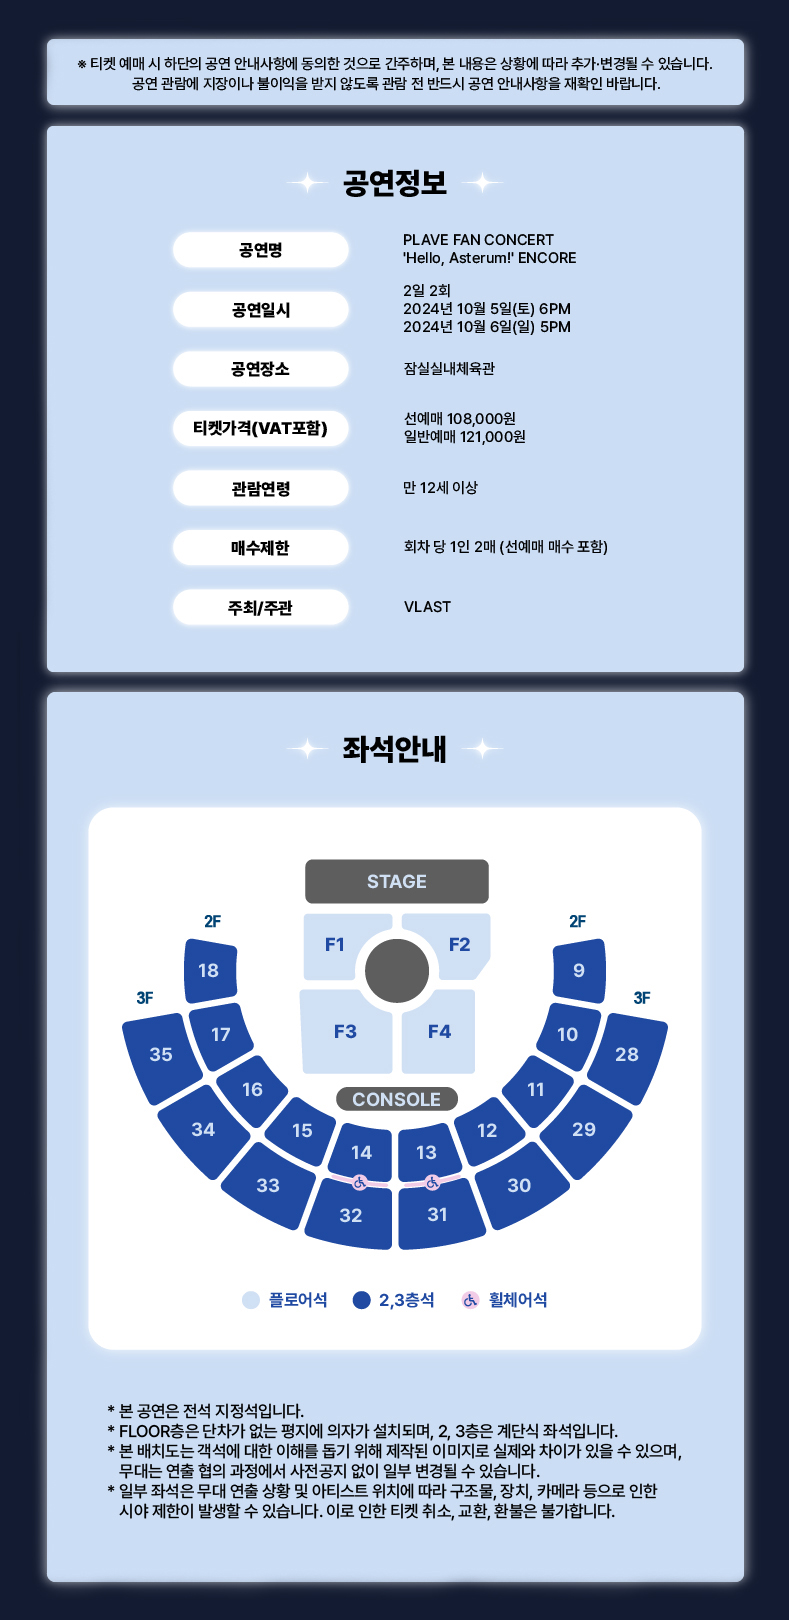 ※ 티켓 예매 시 하단의 공연 안내사항에 동의한 것으로 간주하며, 본 내용은 상황에 따라 추가·변경될 수 있습니다.
공연 관람에 지장이나 불이익을 받지 않도록 관람 전 반드시 공연 안내사항을 재확인 바랍니다.
공연정보
공연명
PLAVE FAN CONCERT
'Hello, Asterum!' ENCORE
공연일시
2일 2회
2024년 10월 5일(토) 6PM
2024년 10월 6일(일) 5PM
공연장소
잠실실내체육관
티켓가격(VAT포함)
선예매 108,000원
일반예매 121,000원
관람연령
만 12세 이상
매수제한
회차 당 1인 2매 (선예매 매수 포함)
주최/주관
VLAST
좌석안내
STAGE
2F
2F
F1
F2
18
9
3F
3F
17
F3
F4
10
35
28
16
11
CONSOLE
34
15
12
29
14
13
33
30
32
31
플로어석
2,3층석
휠체어석
* 본 공연은 전석 지정석입니다.
* FLOOR층은 단차가 없는 평지에 의자가 설치되며, 2, 3층은 계단식 좌석입니다.
* 본 배치도는 객석에 대한 이해를 돕기 위해 제작된 이미지로 실제와 차이가 있을 수 있으며,
무대는 연출 협의 과정에서 사전공지 없이 일부 변경될 수 있습니다.
* 일부 좌석은 무대 연출 상황 및 아티스트 위치에 따라 구조물, 장치, 카메라 등으로 인한
시야 제한이 발생할 수 있습니다. 이로 인한 티켓 취소, 교환, 환불은 불가합니다.